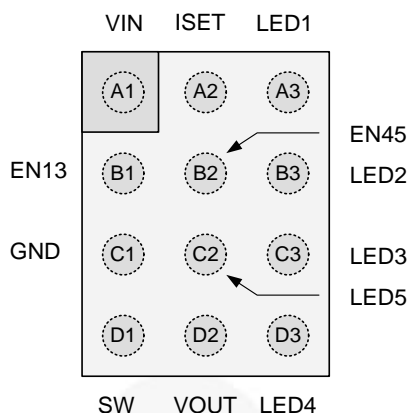 VIN ISET LED1
A1 A2 A3
EN45
EN13 B1 B2 B3 LED2
GND C1 C2 C3 LED3
LED5
D1 D2 D3
SW VOUT LED4